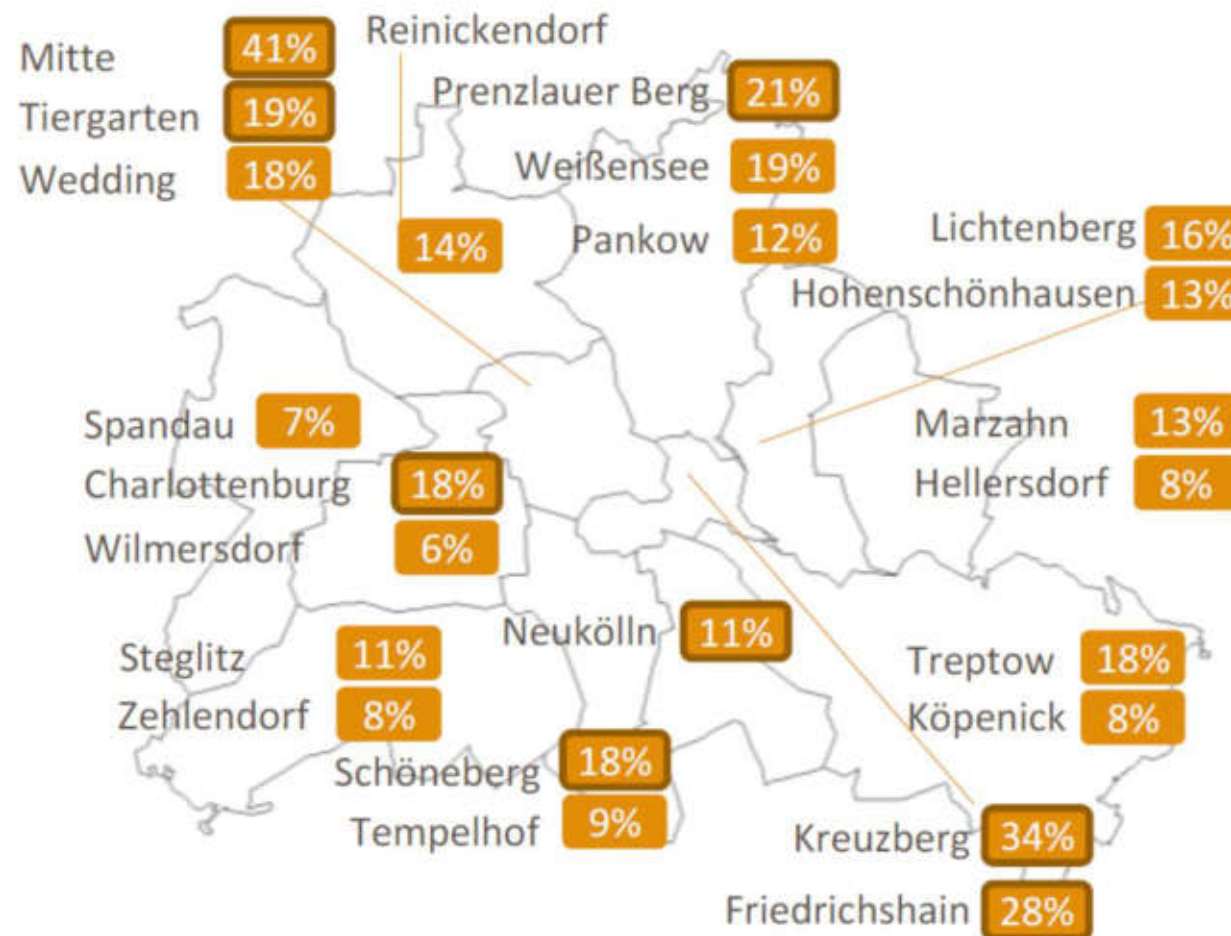 Mitte 41%
Tiergarten 19%
Wedding 18%
Reinickendorf
14%
Prenzlauer Berg 21%
Weißensee 19%
Pankow 12%
Lichtenberg 16%
Hohenschönhausen 13%
Spandau 7%
Charlottenburg 18%
Wilmersdorf 6%
Marzahn 13%
Hellersdorf 8%
Steglitz 11%
Zehlendorf 8%
Neukölln 11%
Treptow 18%
Köpenick 8%
Schöneberg 18%
Tempelhof 9%
Kreuzberg 34%
Friedrichshain 28%